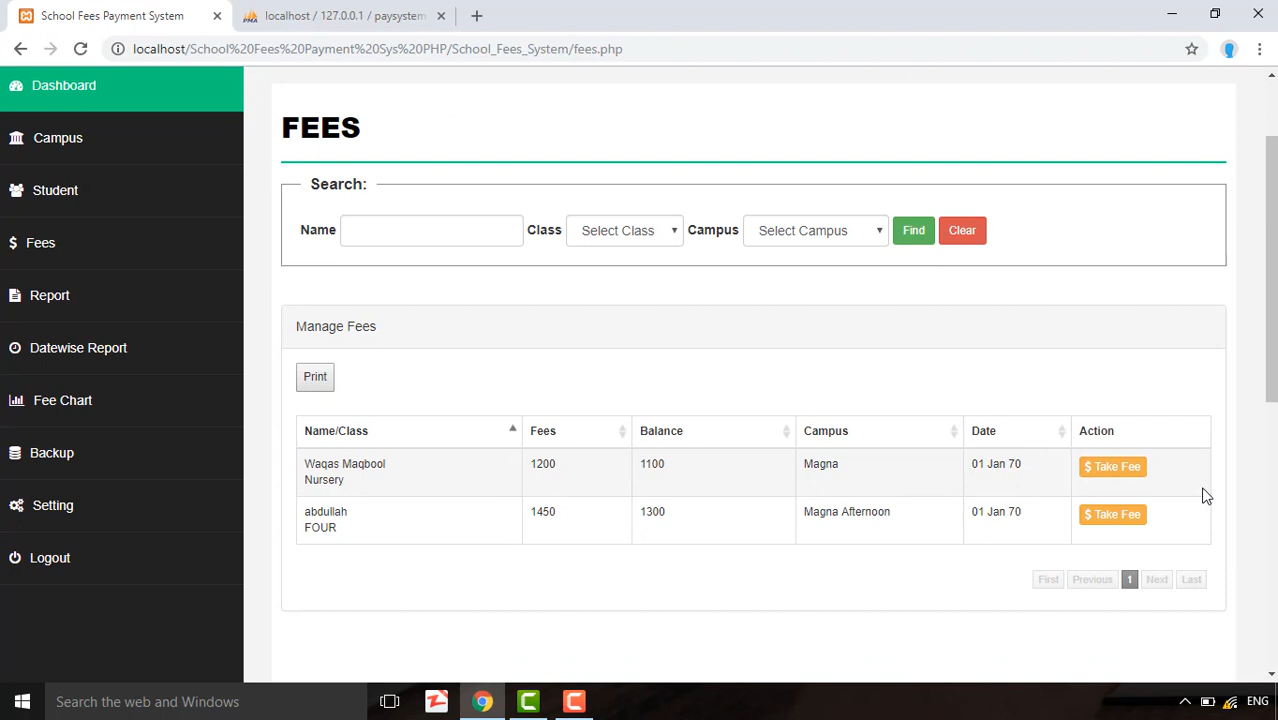 School Fees Payment System
localhost / 127.0.0.1 / paysystem
localhost/School%20Fees%20Payment%20Sys%20PHP/School_Fees_System/fees.php
Dashboard
Campus
Student
Fees
Report
Datewise Report
Fee Chart
Backup
Setting
Logout
FEES
Search:
Name Class Select Class Campus Select Campus Find Clear
Manage Fees
Print
Name/Class Fees Balance Campus Date Action
Waqas Maqbool 1200 1100 Magna 01 Jan 70 $ Take Fee
Nursery
abdullah 1450 1300 Magna Afternoon 01 Jan 70 $ Take Fee
FOUR
First Previous 1 Next Last
Search the web and Windows
ENG